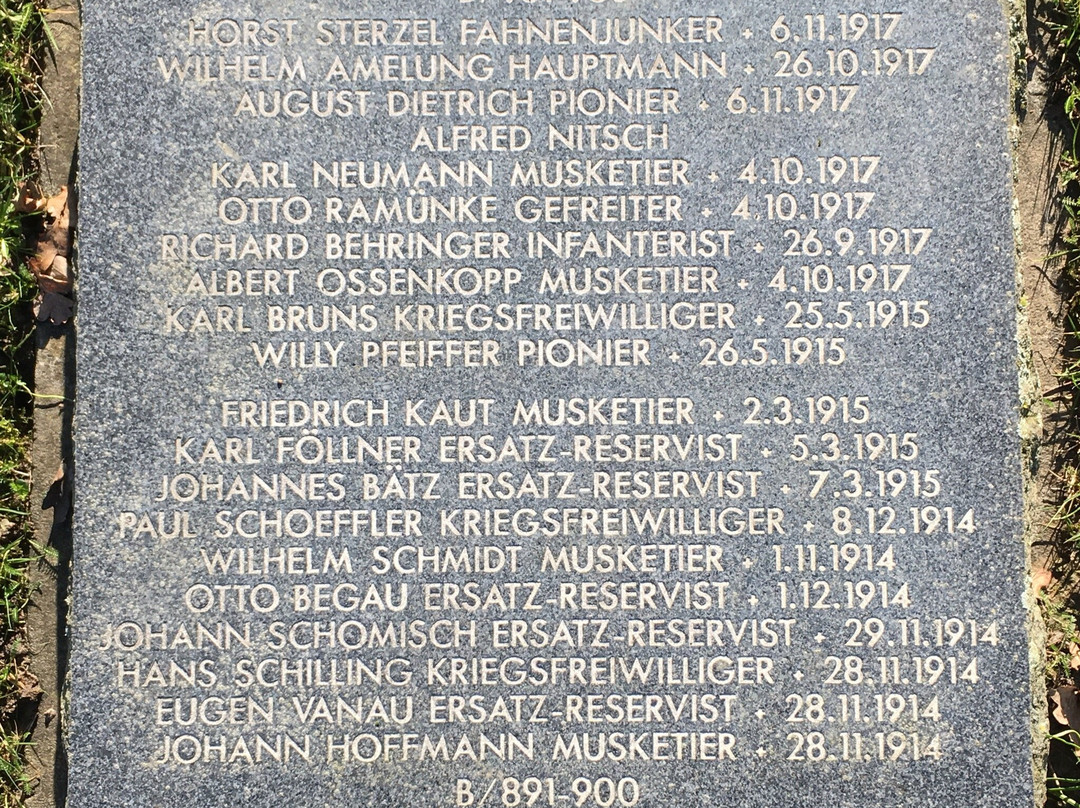 HORST STERZEL FAHNENJUNKER + 6.11.1917
WILHELM AMELUNG HAUPTMANN + 26.10.1917
AUGUST DIETRICH PIONIER + 6.11.1917
ALFRED NITSCH
KARL NEUMANN MUSKETIER + 4.10.1917
OTTO RAMÜNKE GEFREITER + 4.10.1917
RICHARD BEHRINGER INFANTERIST + 26.9.1917
ALBERT OSSENKOPP MUSKETIER + 4.10.1917
KARL BRUNS KRIEGSFREIWILLIGER + 25.5.1915
WILLY PFEIFFER PIONIER + 26.5.1915
FRIEDRICH KAUT MUSKETIER + 2.3.1915
KARL FÖLLNER ERSATZ-RESERVIST + 5.3.1915
JOHANNES BÄTZ ERSATZ-RESERVIST + 7.3.1915
PAUL SCHOEFFLER KRIEGSFREIWILLIGER + 8.12.1914
WILHELM SCHMIDT MUSKETIER + 1.11.1914
OTTO BEGAU ERSATZ-RESERVIST + 1.12.1914
JOHANN SCHOMISCH ERSATZ-RESERVIST + 29.11.1914
HANS SCHILLING KRIEGSFREIWILLIGER + 28.11.1914
EUGEN VANAU ERSATZ-RESERVIST + 28.11.1914
JOHANN HOFFMANN MUSKETIER + 28.11.1914
B/891-900